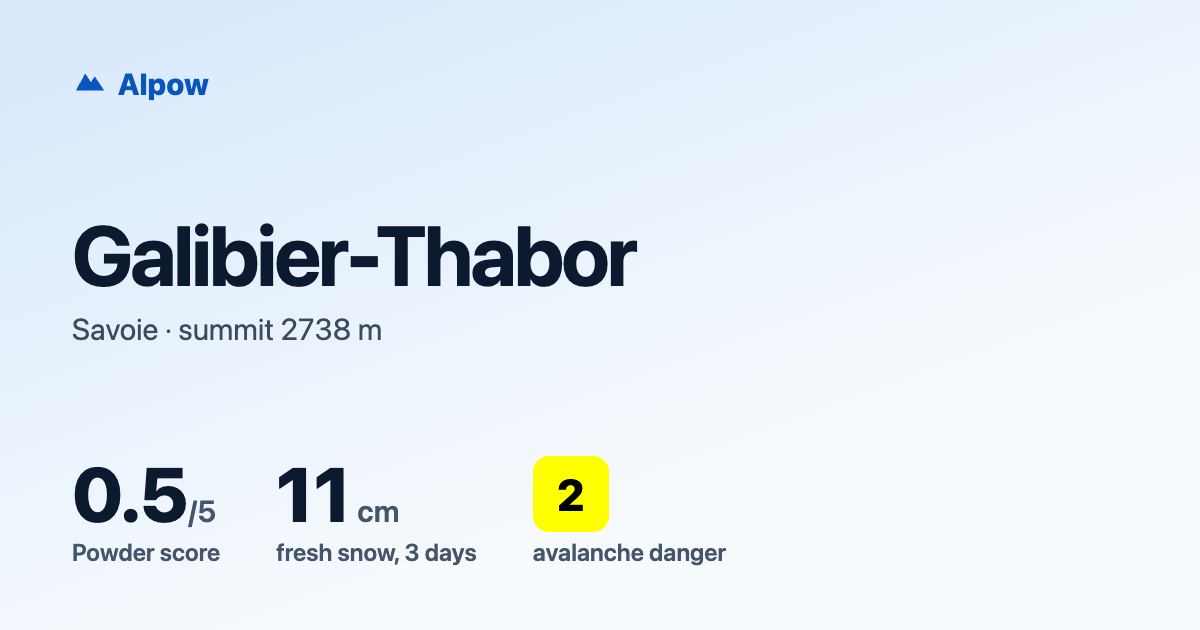 Alpow
Galibier-Thabor
Savoie · summit 2738 m
0.5/5
Powder score
11 cm
fresh snow, 3 days
2
avalanche danger